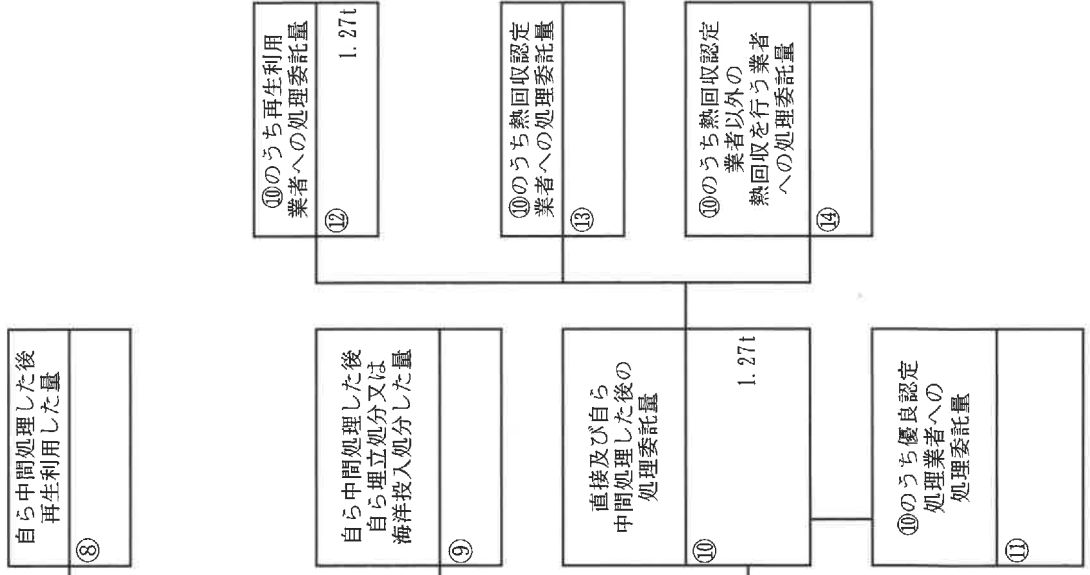 自ら中間処理した後
再生利用した量
⑧
自ら中間処理した後
自ら埋立処分又は
海洋投入処分した量
⑨
直接及び自ら
中間処理した後の
処理委託量
⑩
1.27t
⑩のうち優良認定
処理業者への
処理委託量
⑪
⑩のうち再生利用
業者への処理委託量
⑫
1.27t
⑩のうち熱回収認定
業者への処理委託量
⑬
⑩のうち熱回収認定
業者以外の
熱回収を行う業者
への処理委託量
⑭